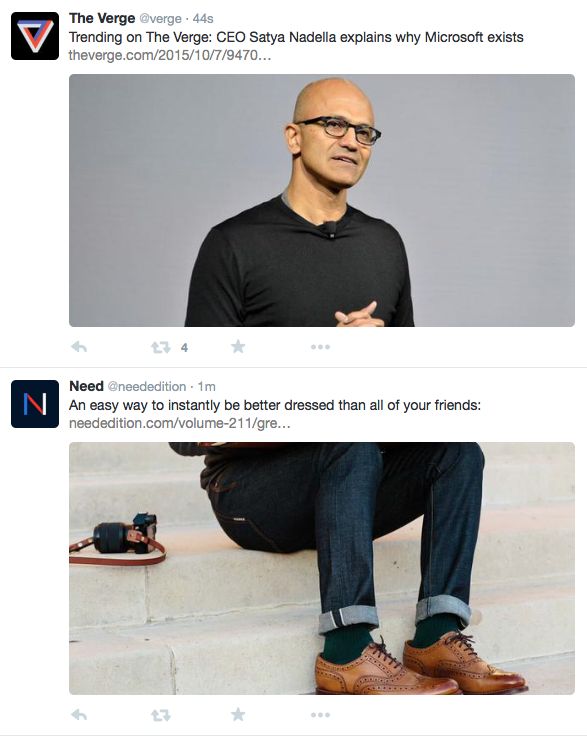 The Verge @verge · 44s
Trending on The Verge: CEO Satya Nadella explains why Microsoft exists
theverge.com/2015/10/7/9470…
4
Need @neededition · 1m
An easy way to instantly be better dressed than all of your friends:
neededition.com/volume-211/gre…